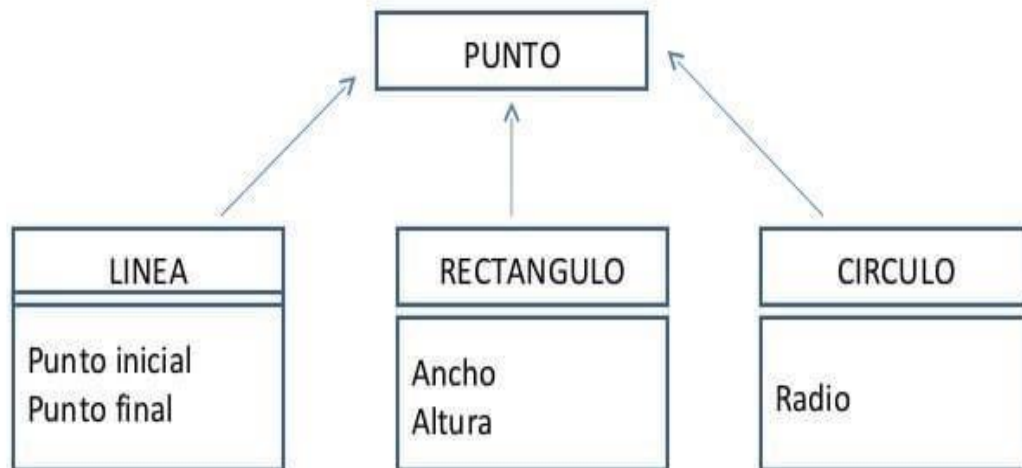 PUNTO
LINEA
Punto inicial
Punto final
RECTANGULO
Ancho
Altura
CIRCULO
Radio